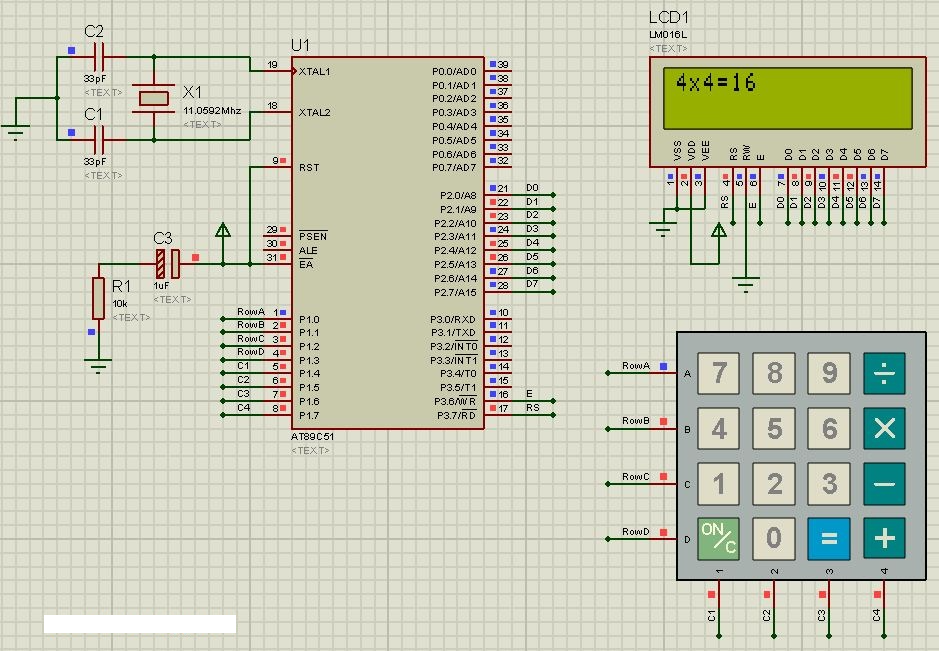 C2
33pF
<TEXT>
C1
33pF
<TEXT>
X1
11.0592Mhz
<TEXT>
C3
1uF
<TEXT>
R1
10k
<TEXT>
U1
19 XTAL1
18 XTAL2
9 RST
29 PSEN
30 ALE
31 EA
RowA 1 P1.0
RowB 2 P1.1
RowC 3 P1.2
RowD 4 P1.3
C1 5 P1.4
C2 6 P1.5
C3 7 P1.6
C4 8 P1.7
P0.0/AD0 39
P0.1/AD1 38
P0.2/AD2 37
P0.3/AD3 36
P0.4/AD4 35
P0.5/AD5 34
P0.6/AD6 33
P0.7/AD7 32
P2.0/A8 21 D0
P2.1/A9 22 D1
P2.2/A10 23 D2
P2.3/A11 24 D3
P2.4/A12 25 D4
P2.5/A13 26 D5
P2.6/A14 27 D6
P2.7/A15 28 D7
P3.0/RXD 10
P3.1/TXD 11
P3.2/INT0 12
P3.3/INT1 13
P3.4/T0 14
P3.5/T1 15
P3.6/WR 16 E
P3.7/RD 17 RS
AT89C51
<TEXT>
LCD1
LM016L
<TEXT>
4x4=16
VSS VDD VEE RS RW E D0 D1 D2 D3 D4 D5 D6 D7
1 2 3 4 5 6 7 8 9 10 11 12 13 14
RS E D0 D1 D2 D3 D4 D5 D6 D7
RowA A 7 8 9 ÷
RowB B 4 5 6 ×
RowC C 1 2 3 −
RowD D ON/C 0 = +
1 2 3 4
C1 C2 C3 C4